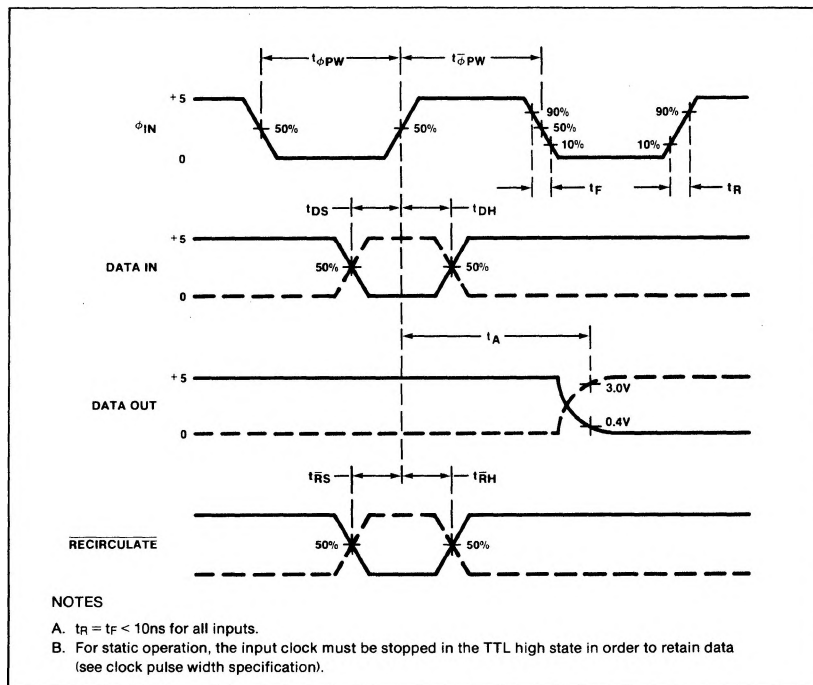 tφPW tφ̅PW
+5
90% 90%
φIN 50% 50% 50%
10% 10%
0
tF tR
tDS tDH
+5
DATA IN 50% 50%
0
tA
+5
DATA OUT 3.0V
0 0.4V
tR̅S tR̅H
RECIRCULATE 50% 50%
NOTES
A. tR = tF < 10ns for all inputs.
B. For static operation, the input clock must be stopped in the TTL high state in order to retain data
(see clock pulse width specification).